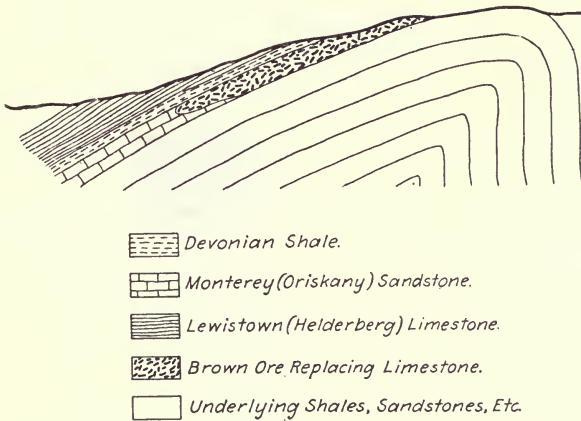 Devonian Shale.
Monterey (Oriskany) Sandstone.
Lewistown (Helderberg) Limestone.
Brown Ore Replacing Limestone.
Underlying Shales, Sandstones, Etc.